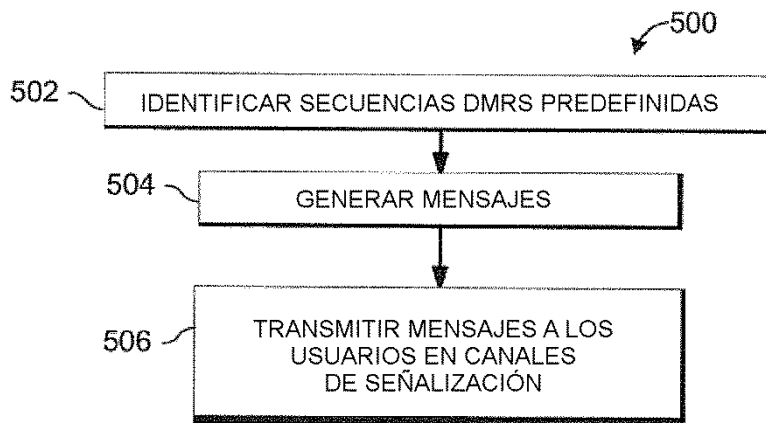 500
502
IDENTIFICAR SECUENCIAS DMRS PREDEFINIDAS
504
GENERAR MENSAJES
506
TRANSMITIR MENSAJES A LOS
USUARIOS EN CANALES
DE SEÑALIZACIÓN